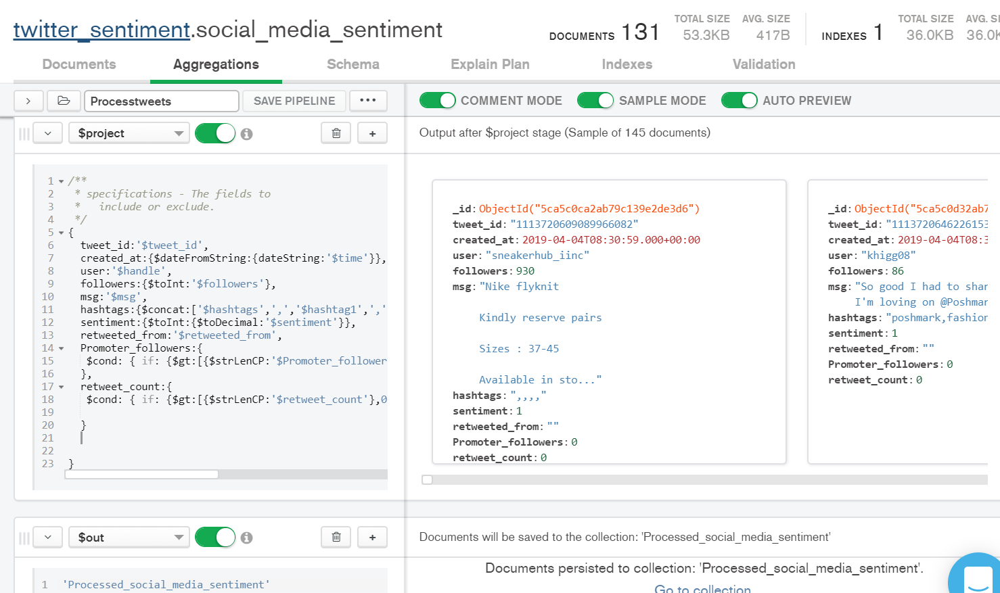 twitter_sentiment.social_media_sentiment
DOCUMENTS 131 TOTAL SIZE 53.3KB AVG. SIZE 417B INDEXES 1 TOTAL SIZE 36.0KB AVG. SI 36.0K
Documents Aggregations Schema Explain Plan Indexes Validation
Processtweets SAVE PIPELINE ... COMMENT MODE SAMPLE MODE AUTO PREVIEW
$project
1 /**
2 * specifications - The fields to
3 * include or exclude.
4 */
5 {
6 tweet_id:'$tweet_id',
7 created_at:{$dateFromString:{dateString:'$time'}},
8 user:'$handle',
9 followers:{$toInt:'$followers'},
10 msg:'$msg',
11 hashtags:{$concat:['$hashtags',',','$hashtag1',','
12 sentiment:{$toInt:{$toDecimal:'$sentiment'}},
13 retweeted_from:'$retweeted_from',
14 Promoter_followers:{
15 $cond: { if: {$gt:[{$strLenCP:'$Promoter_follower
16 },
17 retweet_count:{
18 $cond: { if: {$gt:[{$strLenCP:'$retweet_count'},0
19
20 }
21
22
23 }
Output after $project stage (Sample of 145 documents)
_id:ObjectId("5ca5c0ca2ab79c139e2de3d6")
tweet_id:"1113720609089966082"
created_at:2019-04-04T08:30:59.000+00:00
user:"sneakerhub_iinc"
followers:930
msg:"Nike flyknit
Kindly reserve pairs
Sizes : 37-45
Available in sto..."
hashtags:",,,,"
sentiment:1
retweeted_from:""
Promoter_followers:0
retweet_count:0
_id:ObjectId("5ca5c0d32ab7
tweet_id:"1113720646226153
created_at:2019-04-04T08:3
user:"khigg08"
followers:86
msg:"So good I had to shar
I'm loving on @Poshmar
hashtags:"poshmark,fashion
sentiment:1
retweeted_from:""
Promoter_followers:0
retweet_count:0
$out
1 'Processed_social_media_sentiment'
Documents will be saved to the collection: 'Processed_social_media_sentiment'
Documents persisted to collection: 'Processed_social_media_sentiment'.
Go to collection